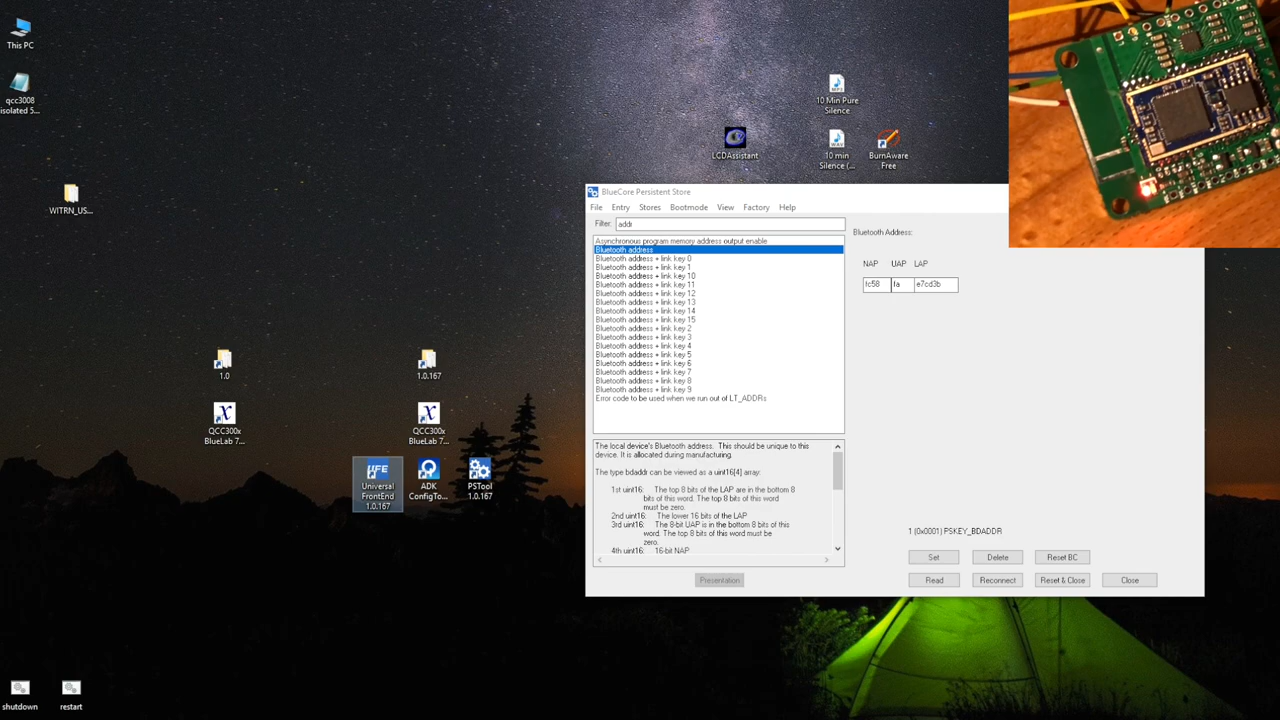 This PC
qcc3008
isolated 5...
WITRN_US...
1.0
1.0.167
QCC300x
BlueLab 7...
QCC300x
BlueLab 7...
UFE
Universal
FrontEnd
1.0.167
ADK
ConfigTo...
PSTool
1.0.167
shutdown
restart
10 Min Pure
Silence
LCDAssistant
10 min
Silence (...
BurnAware
Free
BlueCore Persistent Store
File Entry Stores Bootmode View Factory Help
Filter: addr
Asynchronous program memory address output enable
Bluetooth address
Bluetooth address + link key 0
Bluetooth address + link key 1
Bluetooth address + link key 10
Bluetooth address + link key 11
Bluetooth address + link key 12
Bluetooth address + link key 13
Bluetooth address + link key 14
Bluetooth address + link key 15
Bluetooth address + link key 2
Bluetooth address + link key 3
Bluetooth address + link key 4
Bluetooth address + link key 5
Bluetooth address + link key 6
Bluetooth address + link key 7
Bluetooth address + link key 8
Bluetooth address + link key 9
Error code to be used when we run out of LT_ADDRs
The local device's Bluetooth address. This should be unique to this
device. It is allocated during manufacturing.
The type bdaddr can be viewed as a uint16[4] array:
1st uint16: The top 8 bits of the LAP are in the bottom 8
bits of this word. The top 8 bits of this word
must be zero.
2nd uint16: The lower 16 bits of the LAP
3rd uint16: The 8-bit UAP is in the bottom 8 bits of this
word. The top 8 bits of this word must be
zero.
4th uint16: 16-bit NAP
Presentation
Bluetooth Address:
NAP UAP LAP
fc58 fa e7cd3b
1 (0x0001) PSKEY_BDADDR
Set Delete Reset BC
Read Reconnect Reset & Close Close